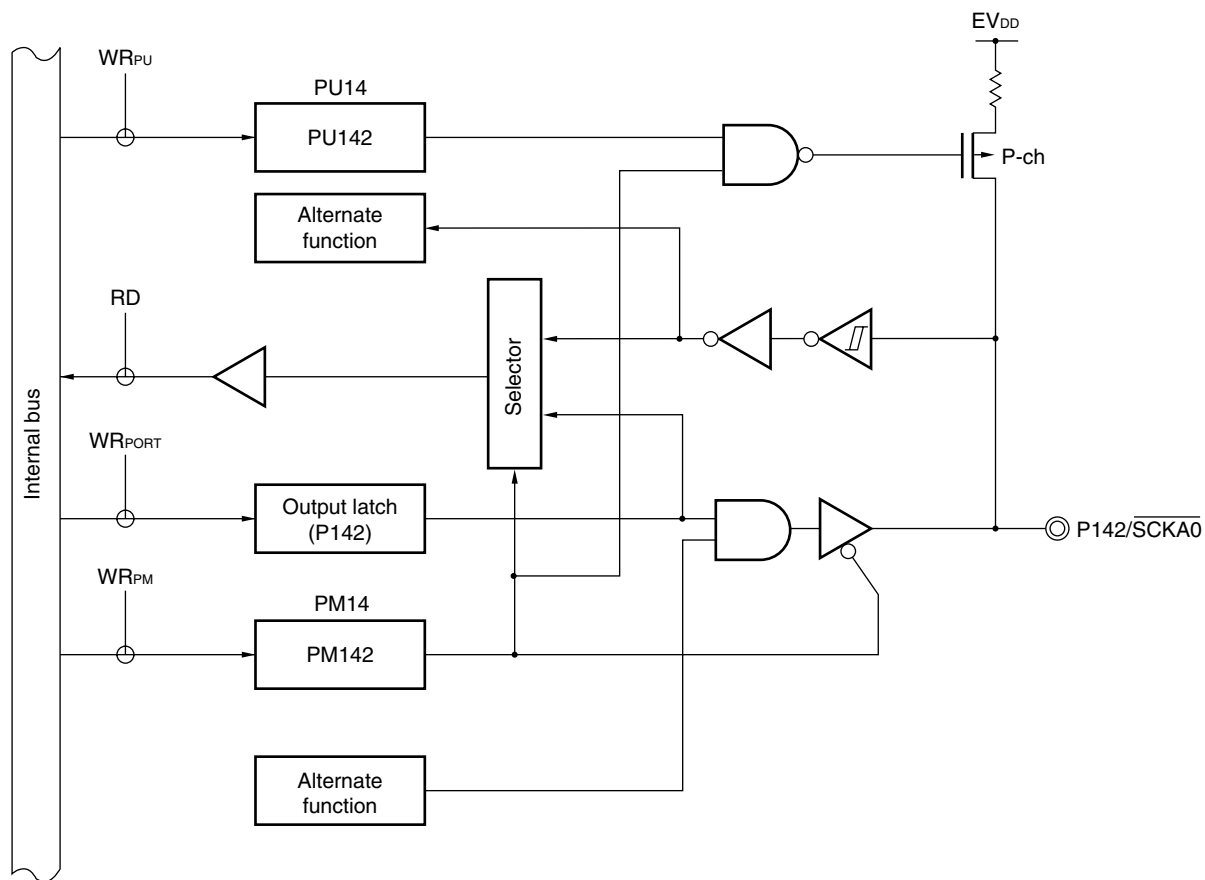 EVDD
WRPU
PU14
PU142
P-ch
Alternate
function
RD
Selector
Internal bus
WRPORT
Output latch
(P142)
P142/SCKA0
WRPM
PM14
PM142
Alternate
function